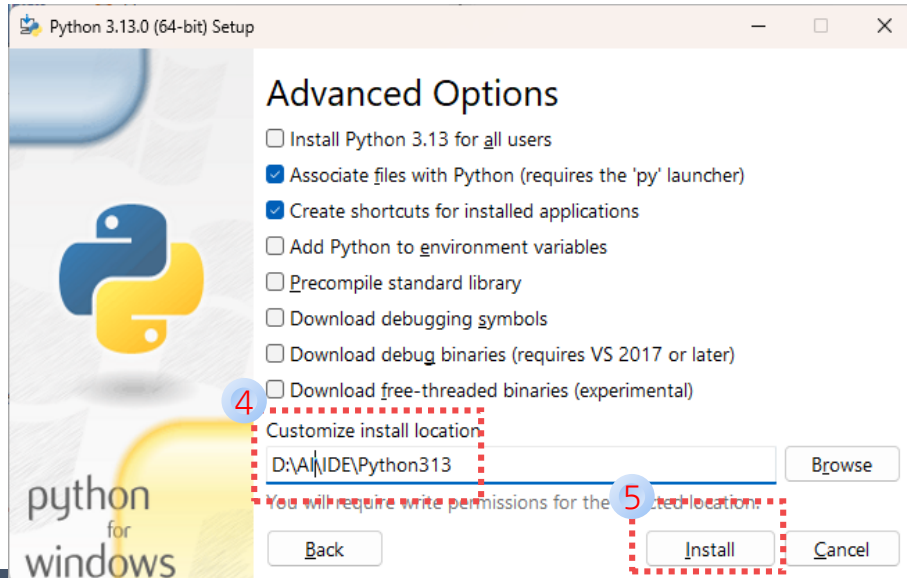 Python 3.13.0 (64-bit) Setup
Advanced Options
Install Python 3.13 for all users
Associate files with Python (requires the 'py' launcher)
Create shortcuts for installed applications
Add Python to environment variables
Precompile standard library
Download debugging symbols
Download debug binaries (requires VS 2017 or later)
Download free-threaded binaries (experimental)
4
Customize install location
D:\AI\IDE\Python313
Browse
You will require write permissions for the location.
5
python
for
windows
Back
Install
Cancel